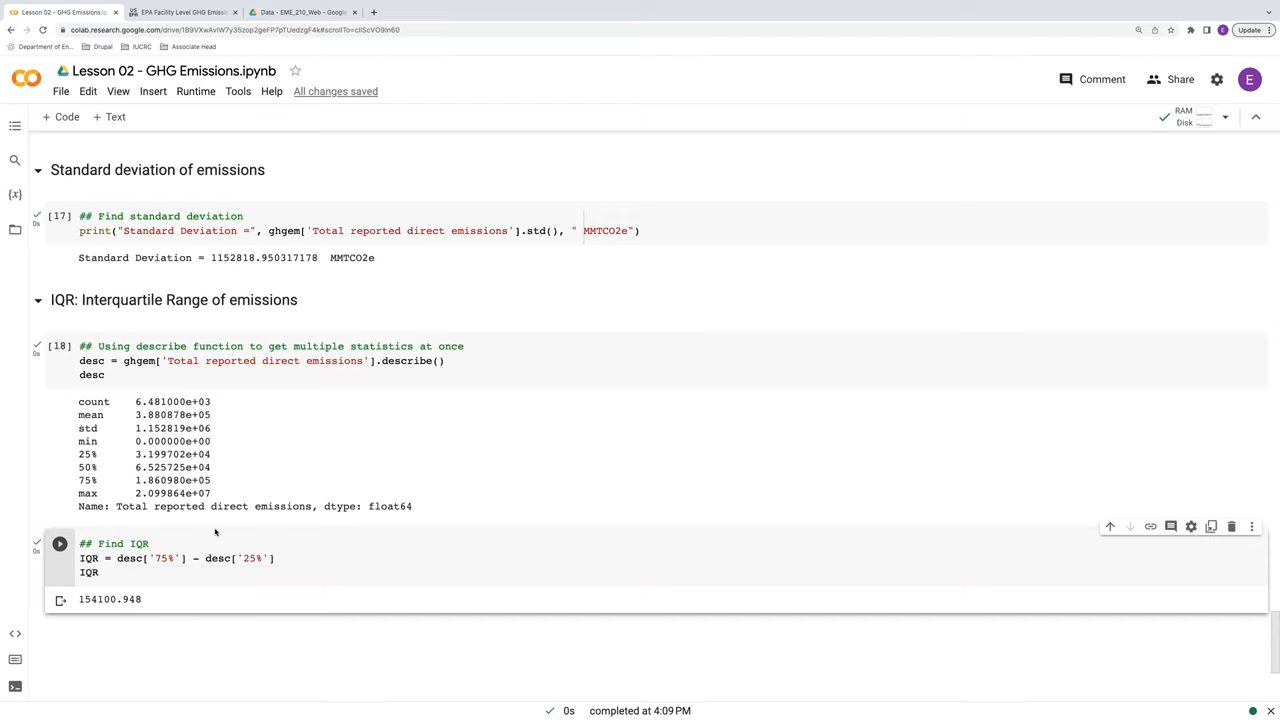 Lesson 02 - GHG Emissions.ip
EPA Facility Level GHG Emissi
Data - EME_210_Web - Google
colab.research.google.com/drive/1B9VXwAvIW7y35zop2geFP7pTUedzgF4k#scrollTo=cIIScVO9in60
Update
Department of En...
Drupal
IUCRC
Associate Head
Lesson 02 - GHG Emissions.ipynb
Comment
Share
E
File Edit View Insert Runtime Tools Help All changes saved
+ Code + Text
RAM
Disk
Standard deviation of emissions
[17] ## Find standard deviation
0s
print("Standard Deviation =", ghgem['Total reported direct emissions'].std(), " MMTCO2e")
Standard Deviation = 1152818.950317178  MMTCO2e
IQR: Interquartile Range of emissions
[18] ## Using describe function to get multiple statistics at once
0s
desc = ghgem['Total reported direct emissions'].describe()
desc
count 6.481000e+03
mean 3.880878e+05
std 1.152819e+06
min 0.000000e+00
25% 3.199702e+04
50% 6.525725e+04
75% 1.860980e+05
max 2.099864e+07
Name: Total reported direct emissions, dtype: float64
## Find IQR
0s
IQR = desc['75%'] - desc['25%']
IQR
154100.948
0s completed at 4:09 PM